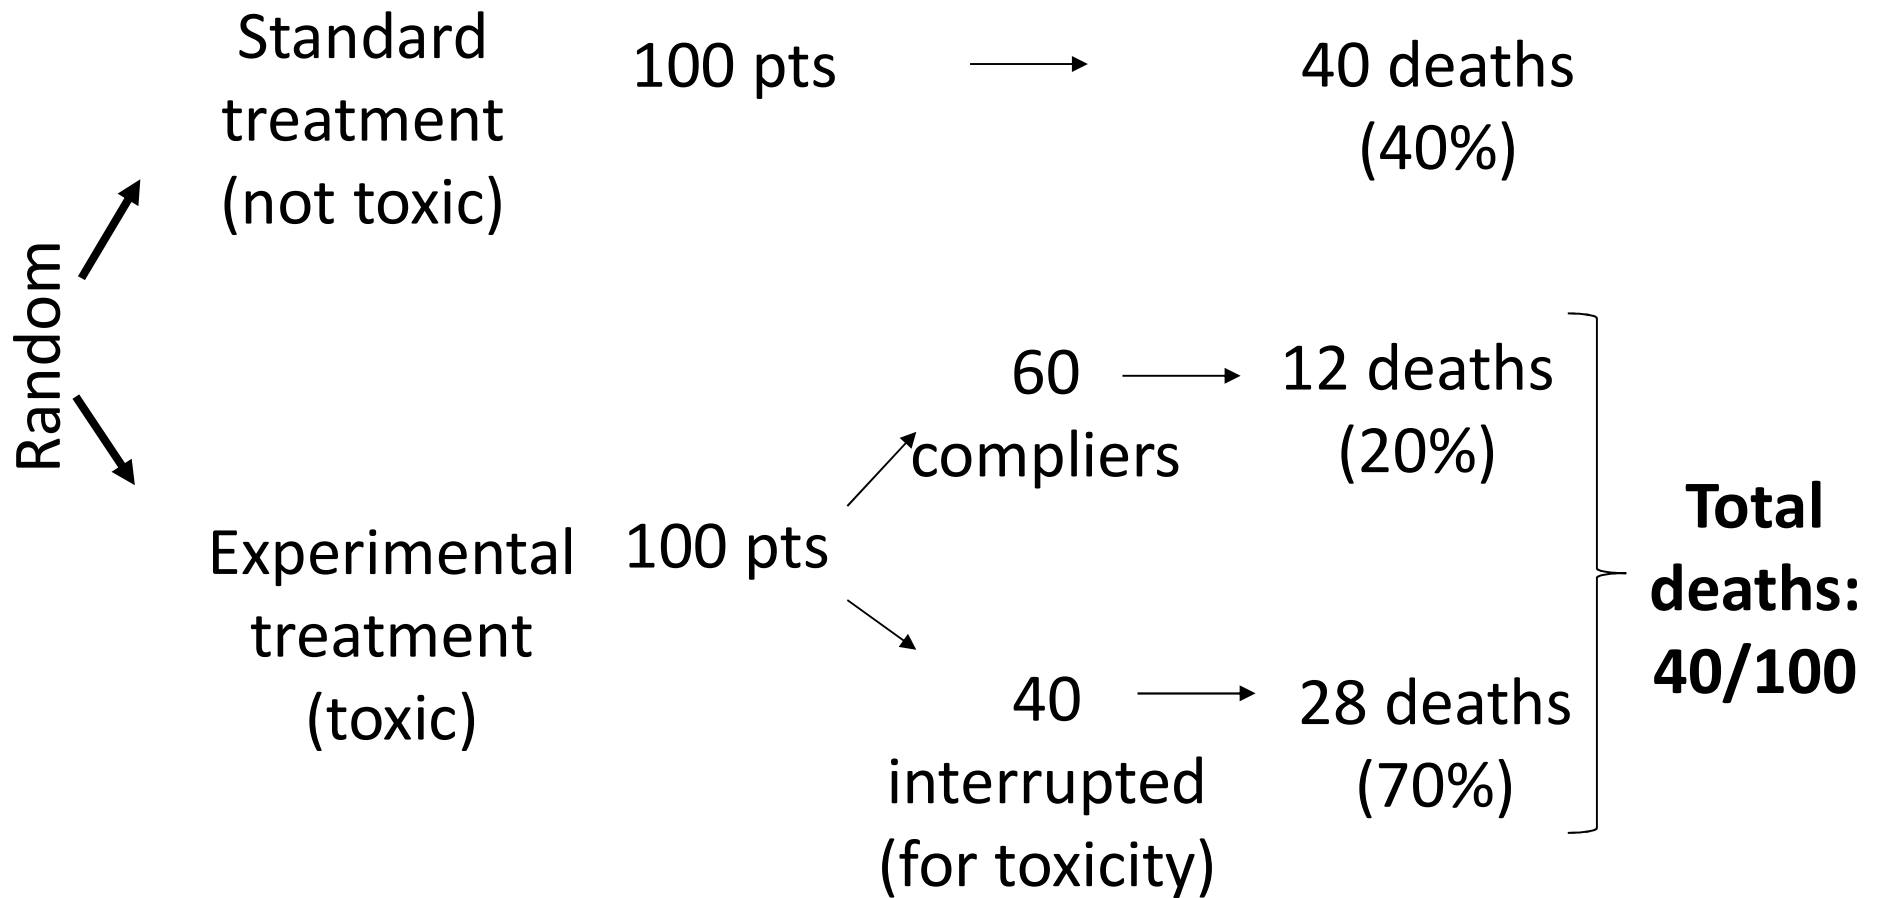 Random
Standard
treatment
(not toxic)
100 pts
40 deaths
(40%)
Experimental
treatment
(toxic)
100 pts
60
compliers
12 deaths
(20%)
40
interrupted
(for toxicity)
28 deaths
(70%)
Total
deaths:
40/100